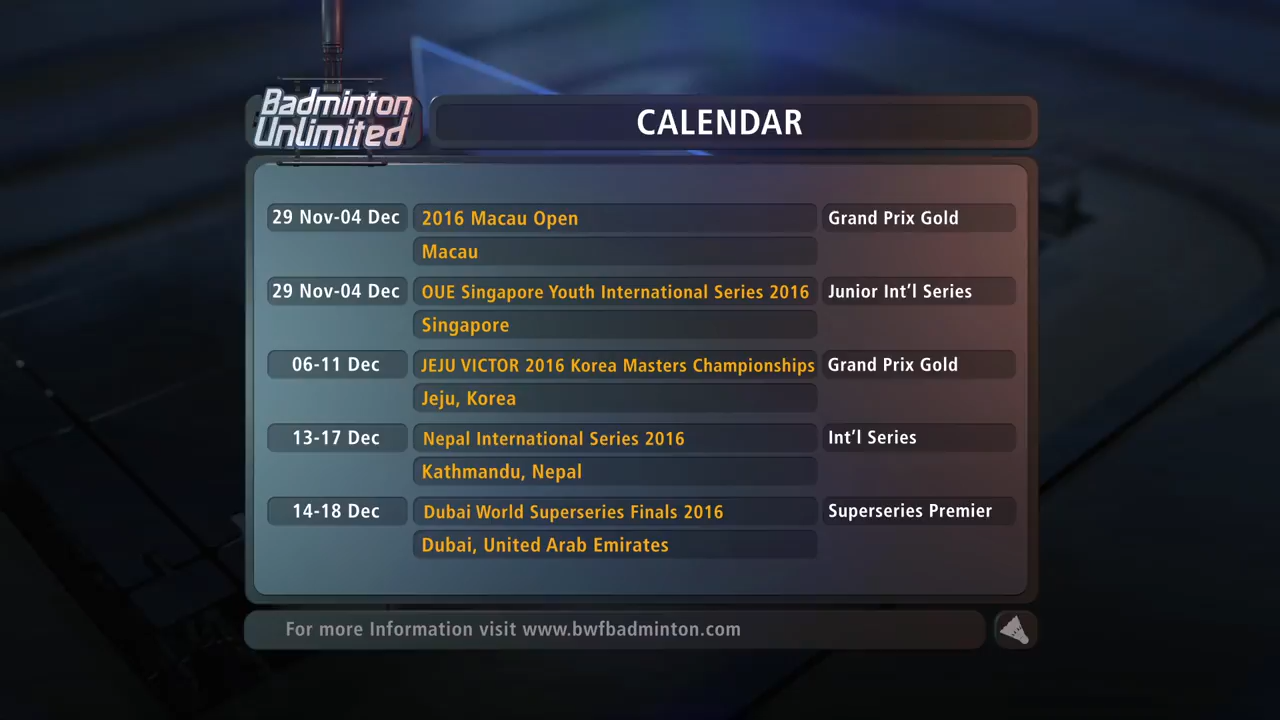 Badminton
Unlimited
CALENDAR
29 Nov-04 Dec 2016 Macau Open Grand Prix Gold
Macau
29 Nov-04 Dec OUE Singapore Youth International Series 2016 Junior Int'l Series
Singapore
06-11 Dec JEJU VICTOR 2016 Korea Masters Championships Grand Prix Gold
Jeju, Korea
13-17 Dec Nepal International Series 2016 Int'l Series
Kathmandu, Nepal
14-18 Dec Dubai World Superseries Finals 2016 Superseries Premier
Dubai, United Arab Emirates
For more Information visit www.bwfbadminton.com